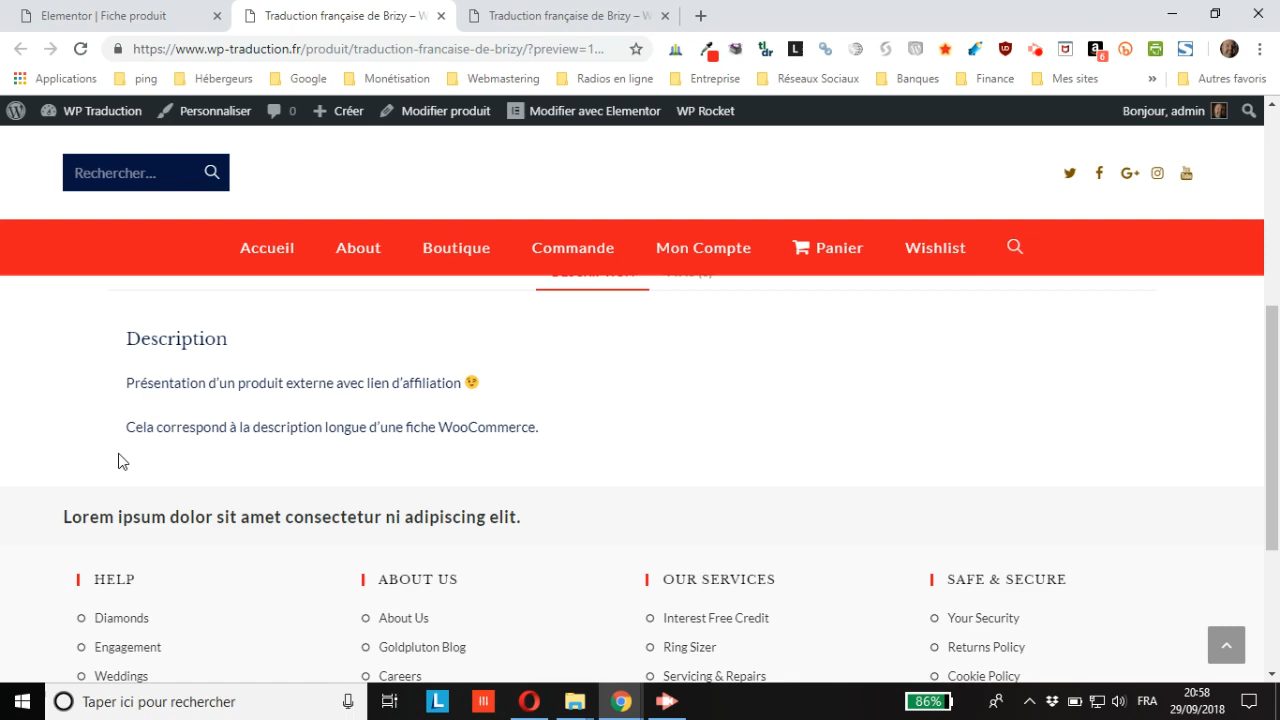 Elementor | Fiche produit
Traduction française de Brizy – W
Traduction française de Brizy – W
https://www.wp-traduction.fr/produit/traduction-francaise-de-brizy/?preview=1...
Applications
ping
Hébergeurs
Google
Monétisation
Webmastering
Radios en ligne
Entreprise
Réseaux Sociaux
Banques
Finance
Mes sites
Autres favoris
WP Traduction
Personnaliser
0
Créer
Modifier produit
Modifier avec Elementor
WP Rocket
Bonjour, admin
Rechercher...
Accueil
About
Boutique
Commande
Mon Compte
Panier
Wishlist
Description
Présentation d'un produit externe avec lien d'affiliation 😉
Cela correspond à la description longue d'une fiche WooCommerce.
Lorem ipsum dolor sit amet consectetur ni adipiscing elit.
HELP
Diamonds
Engagement
Weddings
ABOUT US
About Us
Goldpluton Blog
Careers
OUR SERVICES
Interest Free Credit
Ring Sizer
Servicing & Repairs
SAFE & SECURE
Your Security
Returns Policy
Cookie Policy
Taper ici pour rechercher
86%
FRA
20:58
29/09/2018